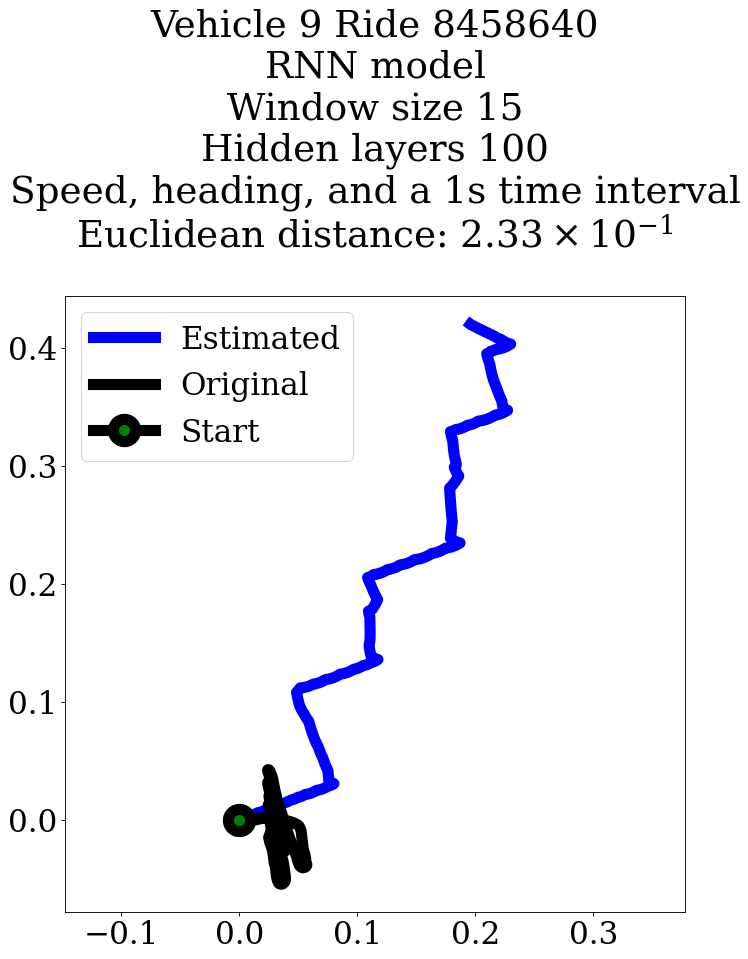 Vehicle 9 Ride 8458640
RNN model
Window size 15
Hidden layers 100
Speed, heading, and a 1s time interval
Euclidean distance: 2.33 × 10⁻¹
Estimated
Original
Start
0.4
0.3
0.2
0.1
0.0
−0.1 0.0 0.1 0.2 0.3